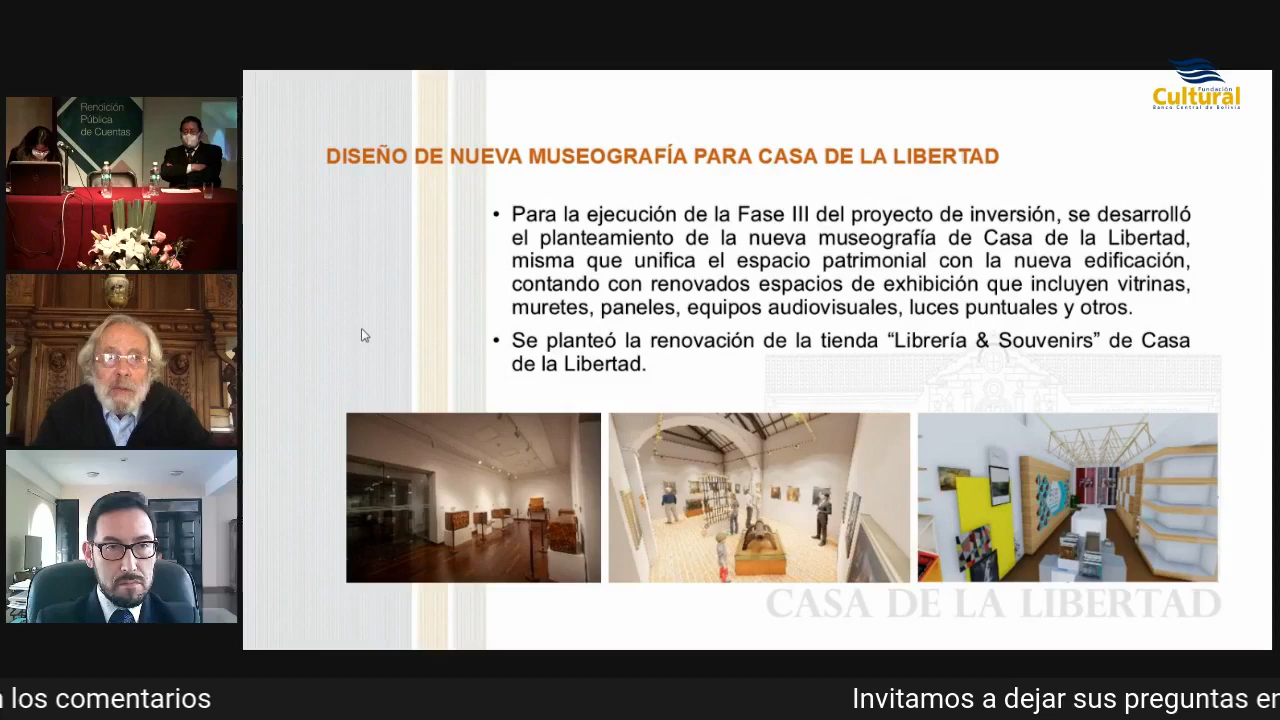 Rendición
Pública
de Cuentas
Fundación
Cultural
Banco Central de Bolivia
DISEÑO DE NUEVA MUSEOGRAFÍA PARA CASA DE LA LIBERTAD
• Para la ejecución de la Fase III del proyecto de inversión, se desarrolló
el planteamiento de la nueva museografía de Casa de la Libertad,
misma que unifica el espacio patrimonial con la nueva edificación,
contando con renovados espacios de exhibición que incluyen vitrinas,
muretes, paneles, equipos audiovisuales, luces puntuales y otros.
• Se planteó la renovación de la tienda “Librería & Souvenirs” de Casa
de la Libertad.
CASA DE LA LIBERTAD
n los comentarios
Invitamos a dejar sus preguntas en